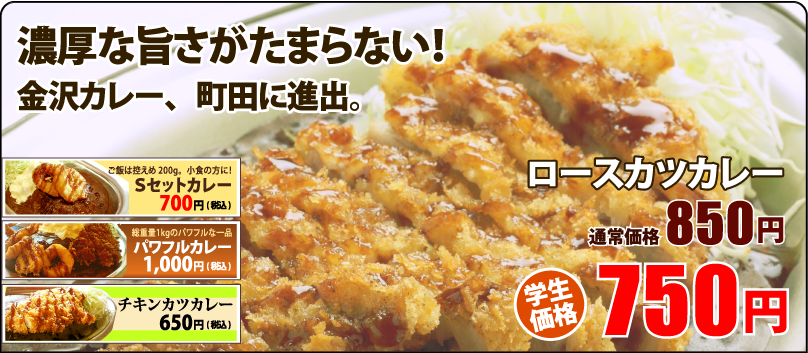 濃厚な旨さがたまらない!
金沢カレー、町田に進出。
ご飯は控えめ 200g。小食の方に!
Sセットカレー
700円(税込)
総重量1kgのパワフルな一品
パワフルカレー
1,000円(税込)
チキンカツカレー
650円(税込)
ロースカツカレー
通常価格 850円
学生
価格
750円